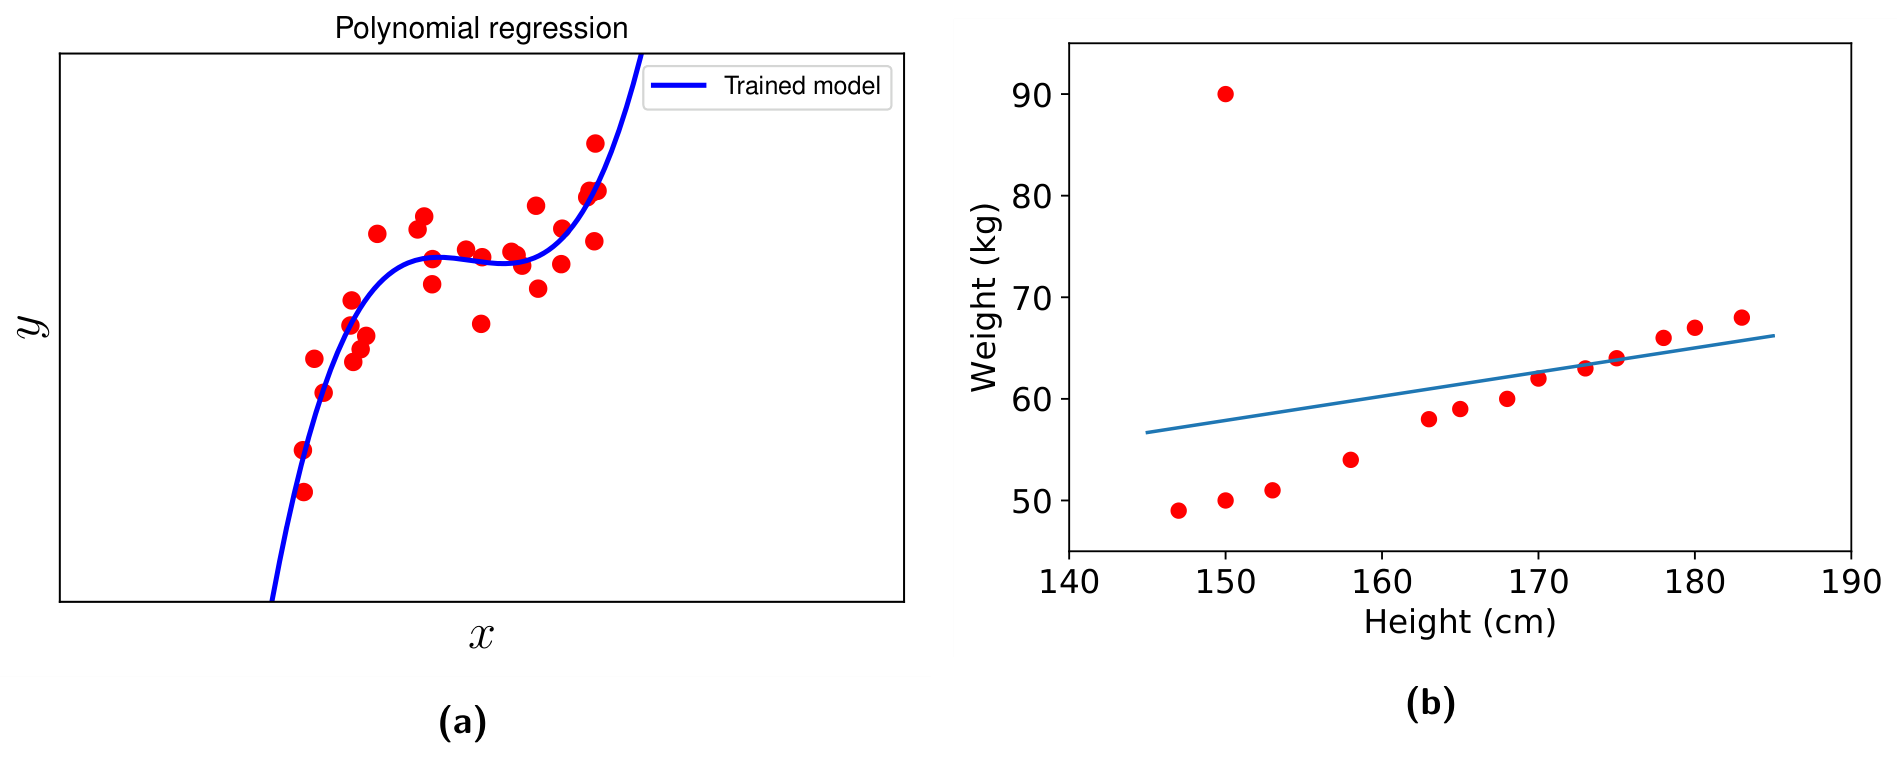 Polynomial regression
Trained model
y
x
(a)
90
80
70
60
50
Weight (kg)
140 150 160 170 180 190
Height (cm)
(b)